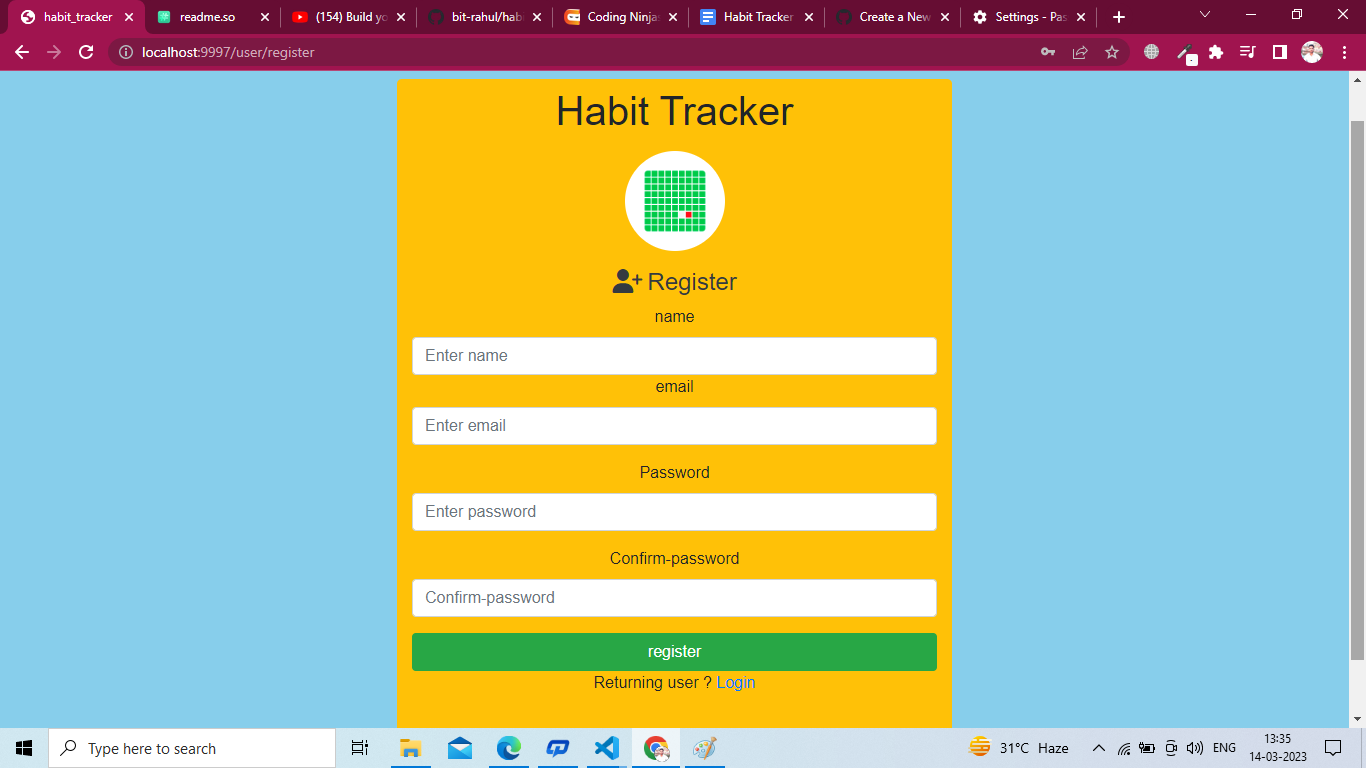 habit_tracker
readme.so
(154) Build yo
bit-rahul/hab
Coding Ninja
Habit Tracker
Create a New
Settings - Pas
localhost:9997/user/register
Habit Tracker
Register
name
Enter name
email
Enter email
Password
Enter password
Confirm-password
Confirm-password
register
Returning user ? Login
Type here to search
31°C Haze
ENG
13:35
14-03-2023